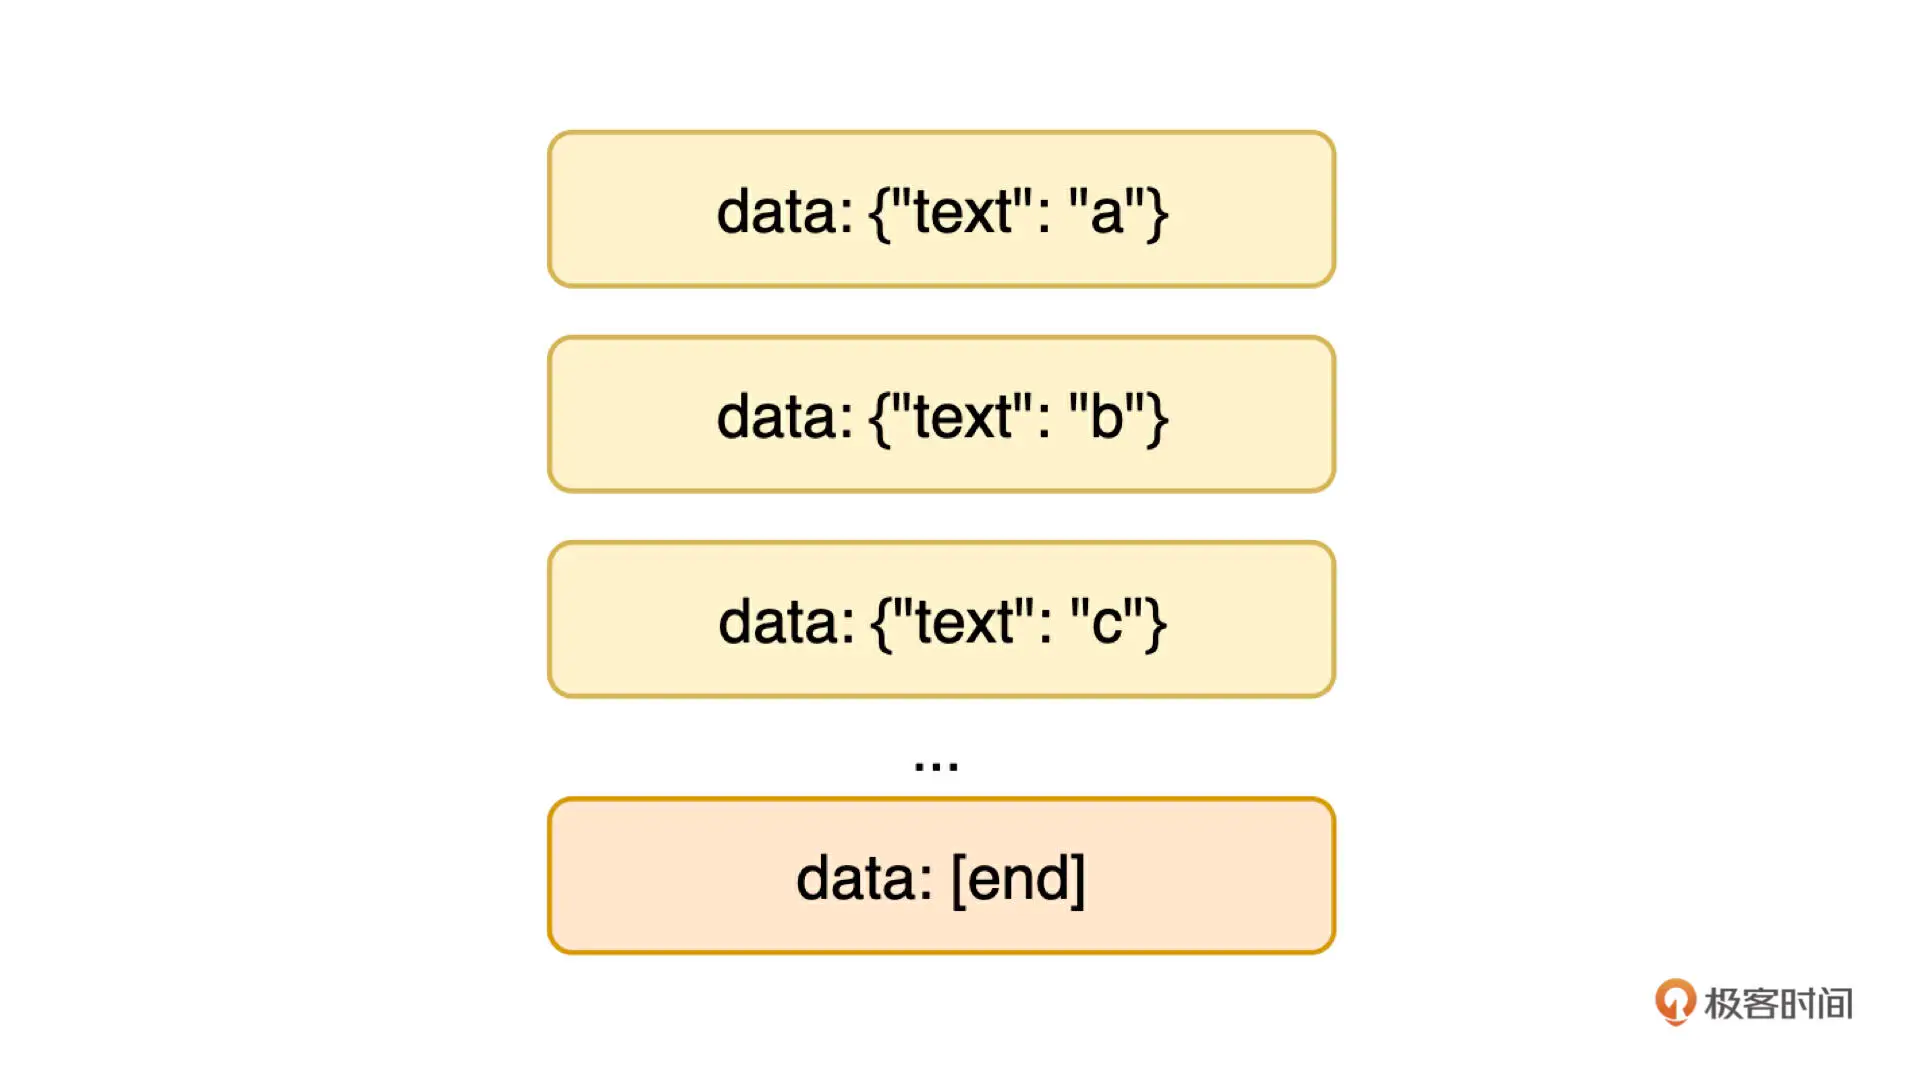 data: {"text": "a"}
data: {"text": "b"}
data: {"text": "c"}
...
data: [end]
极客时间